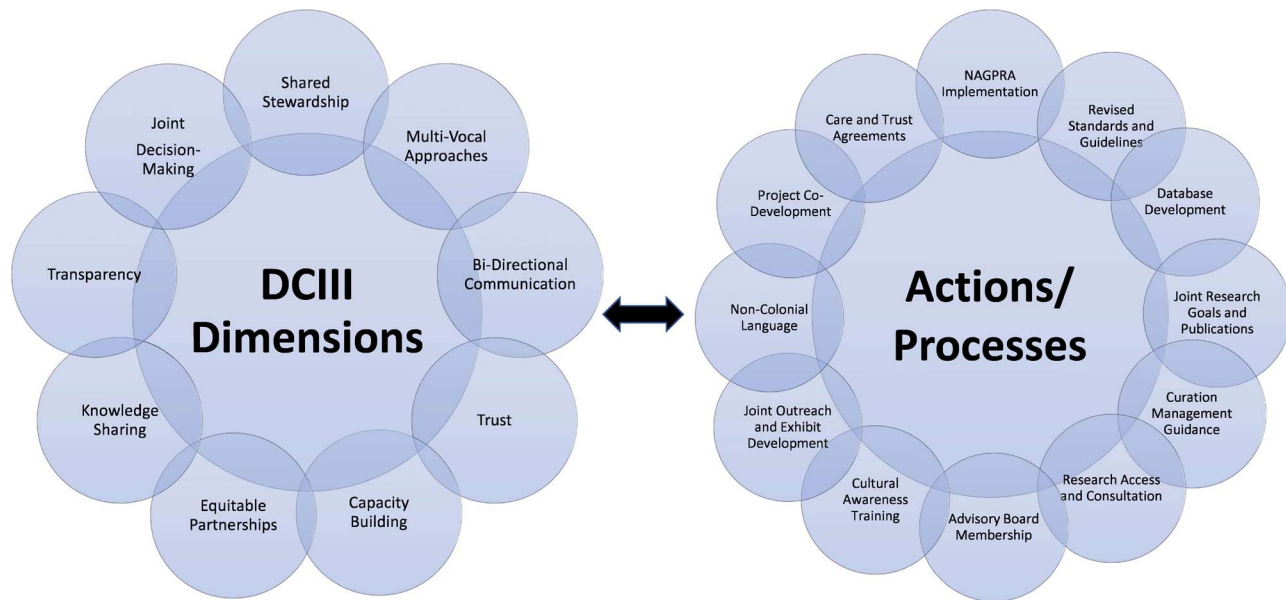 Shared
Stewardship
Multi-Vocal
Approaches
Bi-Directional
Communication
Trust
Capacity
Building
Equitable
Partnerships
Knowledge
Sharing
Transparency
Joint
Decision-
Making
DCIII
Dimensions
NAGPRA
Implementation
Revised
Standards and
Guidelines
Database
Development
Joint Research
Goals and
Publications
Curation
Management
Guidance
Research Access
and Consultation
Advisory Board
Membership
Cultural
Awareness
Training
Joint Outreach
and Exhibit
Development
Non-Colonial
Language
Project Co-
Development
Care and Trust
Agreements
Actions/
Processes